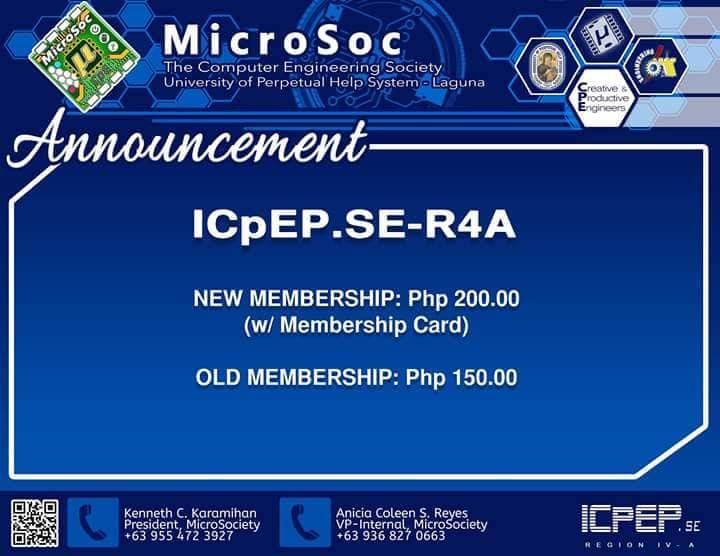 MicroSoc
MicroSoc
The Computer Engineering Society
University of Perpetual Help System - Laguna
Creative &
Productive
Engineers
ENGINEERING
Announcement
ICpEP.SE-R4A
NEW MEMBERSHIP: Php 200.00
(w/ Membership Card)
OLD MEMBERSHIP: Php 150.00
Kenneth C. Karamihan
President, MicroSociety
+63 955 472 3927
Anicia Coleen S. Reyes
VP-Internal, MicroSociety
+63 936 827 0663
ICPEP.SE
REGION IV-A